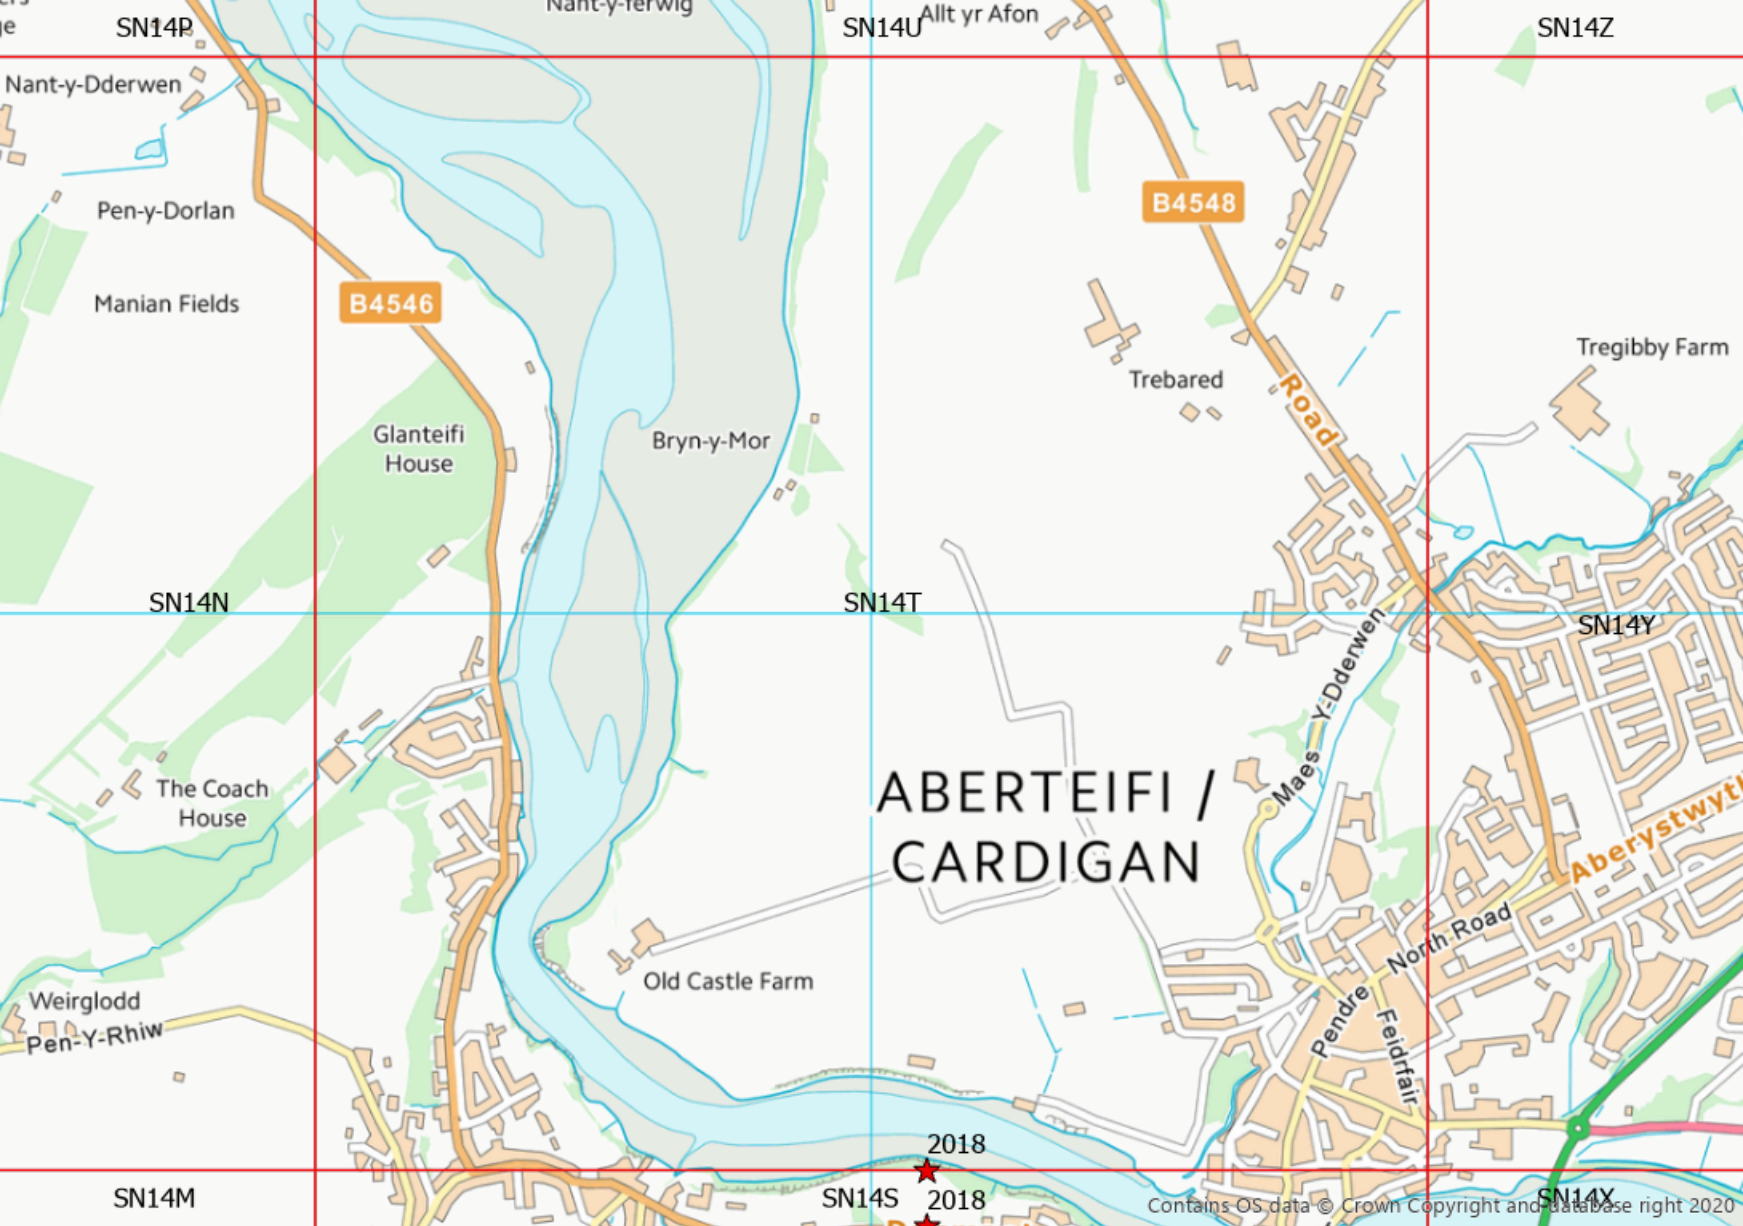 Nant-y-ferwig
SN14P
SN14U
Allt yr Afon
SN14Z
Nant-y-Dderwen
Pen-y-Dorlan
B4548
Manian Fields
B4546
Tregibby Farm
Trebared
Road
Glanteifi
House
Bryn-y-Mor
SN14N
SN14T
SN14Y
Maes Y-Dderwen
The Coach
House
ABERTEIFI /
CARDIGAN
Aberystwyth
North Road
Old Castle Farm
Weirglodd
Pen-Y-Rhiw
Pendre
Feidrfair
2018
SN14M
SN14S
2018
SN14X
Contains OS data © Crown Copyright and database right 2020